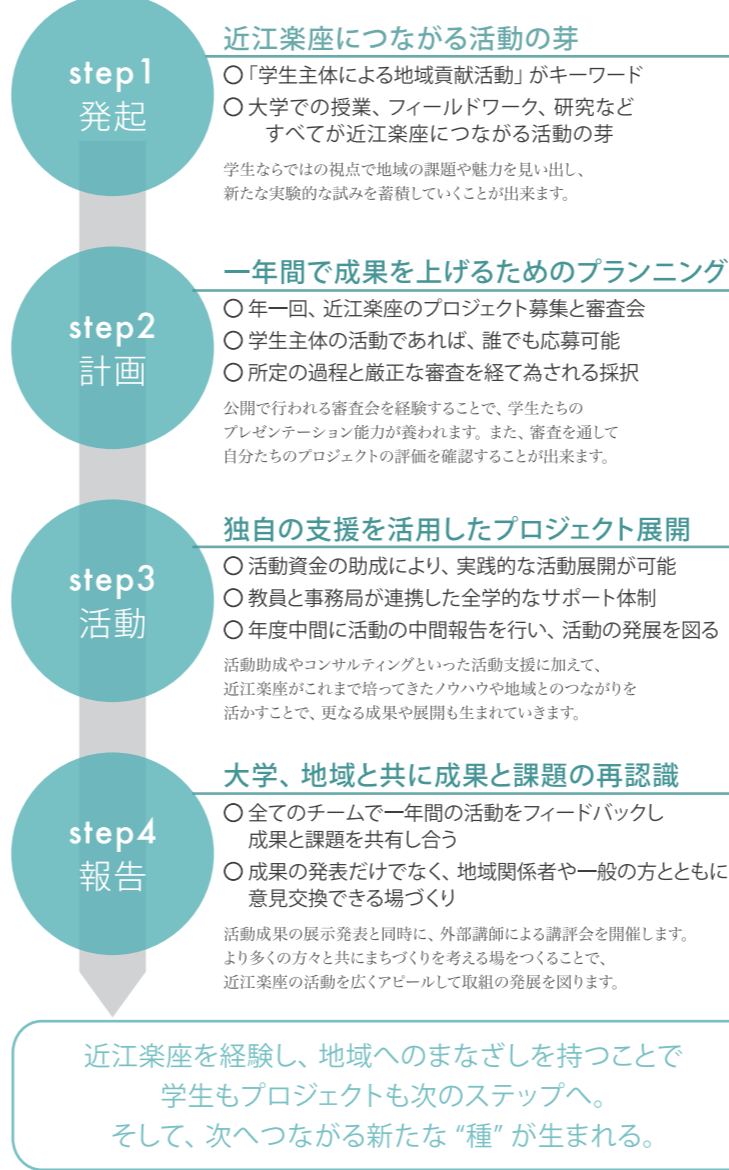 step1
発起
近江楽座につながる活動の芽
○「学生主体による地域貢献活動」がキーワード
○ 大学での授業、フィールドワーク、研究など
すべてが近江楽座につながる活動の芽
学生ならではの視点で地域の課題や魅力を見い出し、
新たな実験的な試みを蓄積していくことが出来ます。
step2
計画
一年間で成果を上げるためのプランニング
○ 年一回、近江楽座のプロジェクト募集と審査会
○ 学生主体の活動であれば、誰でも応募可能
○ 所定の過程と厳正な審査を経て為される採択
公開で行われる審査会を経験することで、学生たちの
プレゼンテーション能力が養われます。また、審査を通して
自分たちのプロジェクトの評価を確認することが出来ます。
step3
活動
独自の支援を活用したプロジェクト展開
○ 活動資金の助成により、実践的な活動展開が可能
○ 教員と事務局が連携した全学的なサポート体制
○ 年度中間に活動の中間報告を行い、活動の発展を図る
活動助成やコンサルティングといった活動支援に加えて、
近江楽座がこれまで培ってきたノウハウや地域とのつながりを
活かすことで、更なる成果や展開も生まれていきます。
step4
報告
大学、地域と共に成果と課題の再認識
○ 全てのチームで一年間の活動をフィードバックし
成果と課題を共有し合う
○ 成果の発表だけでなく、地域関係者や一般の方とともに
意見交換できる場づくり
活動成果の展示発表と同時に、外部講師による講評会を開催します。
より多くの方々と共にまちづくりを考える場をつくることで、
近江楽座の活動を広くアピールして取組の発展を図ります。
近江楽座を経験し、地域へのまなざしを持つことで
学生もプロジェクトも次のステップへ。
そして、次へつながる新たな “種” が生まれる。